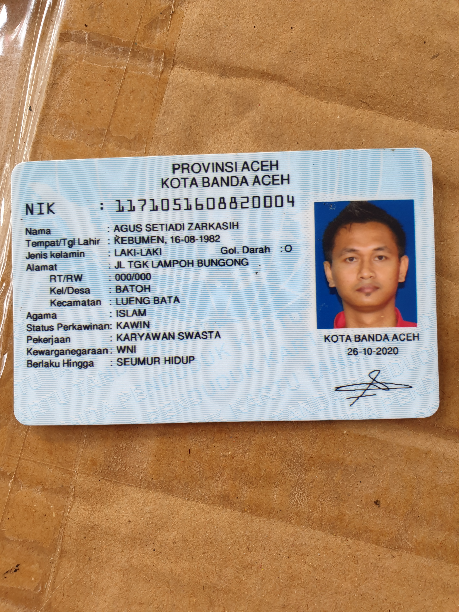 PROVINSI ACEH
KOTA BANDA ACEH
NIK : 1171051608820004
Nama : AGUS SETIADI ZARKASIH
Tempat/Tgl Lahir : KEBUMEN, 16-08-1982
Jenis kelamin : LAKI-LAKI Gol. Darah : O
Alamat : JL TGK LAMPOH BUNGONG
RT/RW : 000/000
Kel/Desa : BATOH
Kecamatan : LUENG BATA
Agama : ISLAM
Status Perkawinan: KAWIN
Pekerjaan : KARYAWAN SWASTA
Kewarganegaraan: WNI
Berlaku Hingga : SEUMUR HIDUP
KOTA BANDA ACEH
26-10-2020